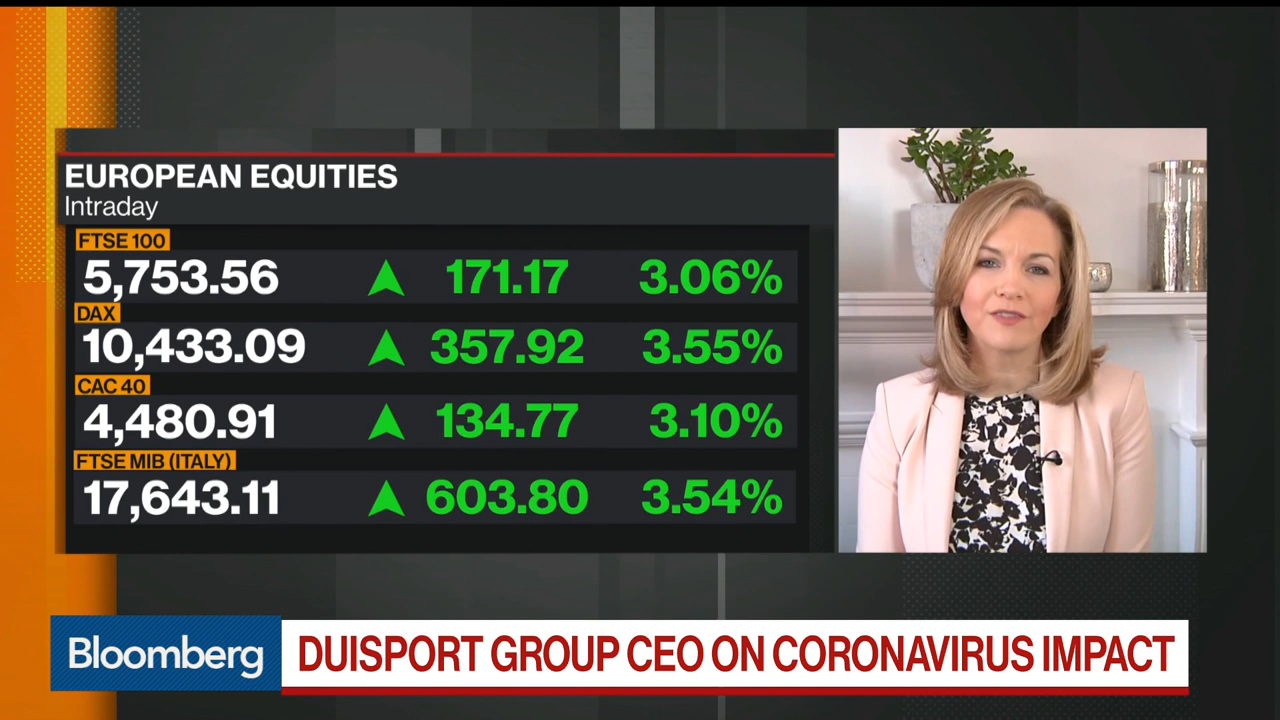 EUROPEAN EQUITIES
Intraday
FTSE 100
5,753.56 ▲ 171.17 3.06%
DAX
10,433.09 ▲ 357.92 3.55%
CAC 40
4,480.91 ▲ 134.77 3.10%
FTSE MIB (ITALY)
17,643.11 ▲ 603.80 3.54%
Bloomberg DUISPORT GROUP CEO ON CORONAVIRUS IMPACT